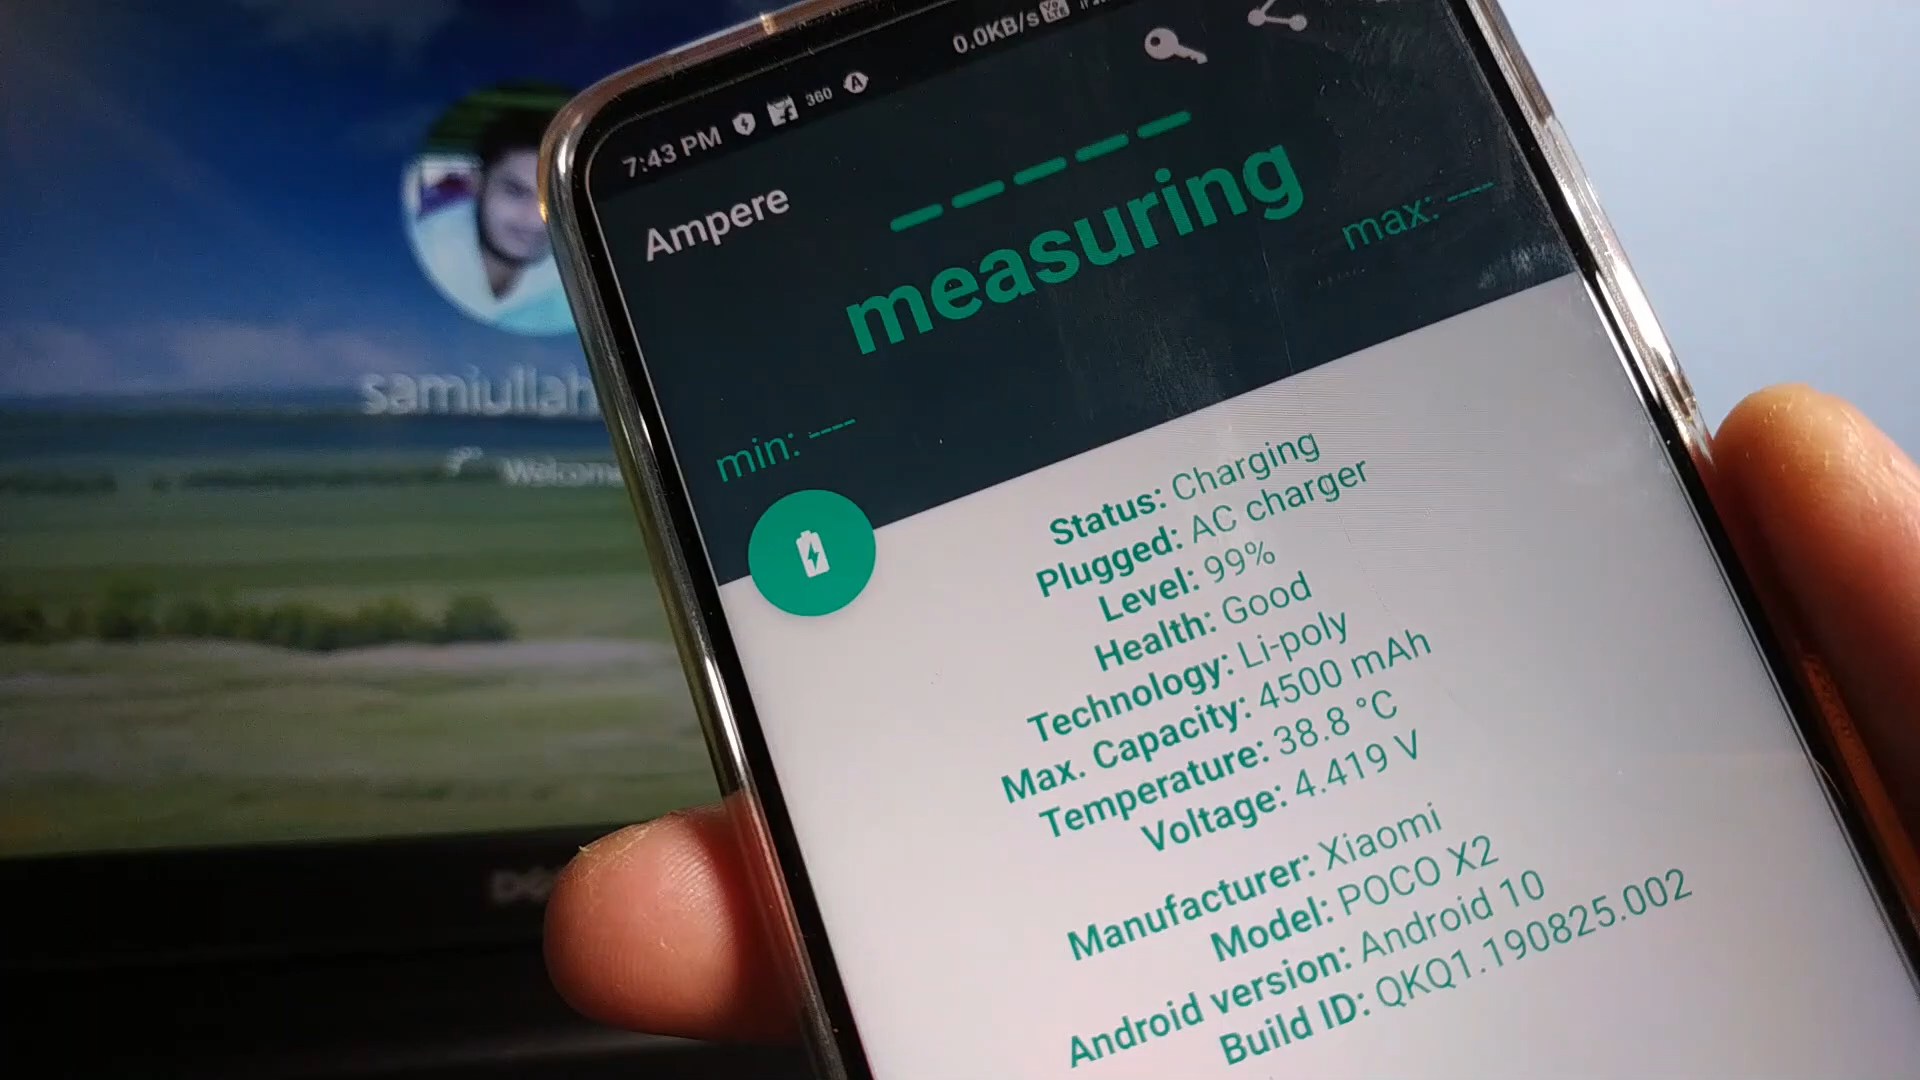 7:43 PM 360 0.0KB/s
Ampere
measuring
max: ----
min: ----
Status: Charging
Plugged: AC charger
Level: 99%
Health: Good
Technology: Li-poly
Max. Capacity: 4500 mAh
Temperature: 38.8 °C
Voltage: 4.419 V
Manufacturer: Xiaomi
Model: POCO X2
Android version: Android 10
Build ID: QKQ1.190825.002
samiullah
Welcome